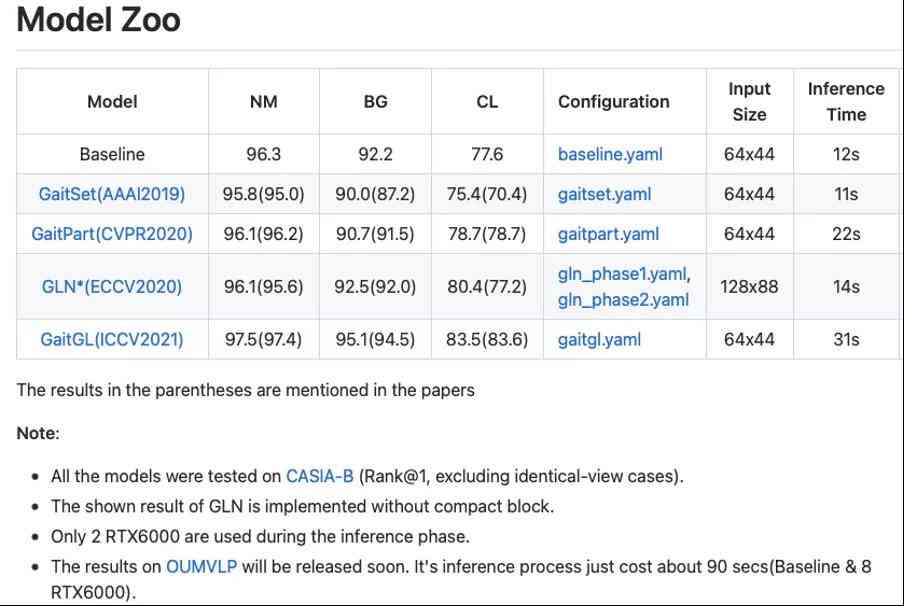 Model Zoo
Model NM BG CL Configuration Input Size Inference Time
Baseline 96.3 92.2 77.6 baseline.yaml 64x44 12s
GaitSet(AAAI2019) 95.8(95.0) 90.0(87.2) 75.4(70.4) gaitset.yaml 64x44 11s
GaitPart(CVPR2020) 96.1(96.2) 90.7(91.5) 78.7(78.7) gaitpart.yaml 64x44 22s
GLN*(ECCV2020) 96.1(95.6) 92.5(92.0) 80.4(77.2) gln_phase1.yaml, gln_phase2.yaml 128x88 14s
GaitGL(ICCV2021) 97.5(97.4) 95.1(94.5) 83.5(83.6) gaitgl.yaml 64x44 31s
The results in the parentheses are mentioned in the papers
Note:
• All the models were tested on CASIA-B (Rank@1, excluding identical-view cases).
• The shown result of GLN is implemented without compact block.
• Only 2 RTX6000 are used during the inference phase.
• The results on OUMVLP will be released soon. It's inference process just cost about 90 secs(Baseline & 8
RTX6000).